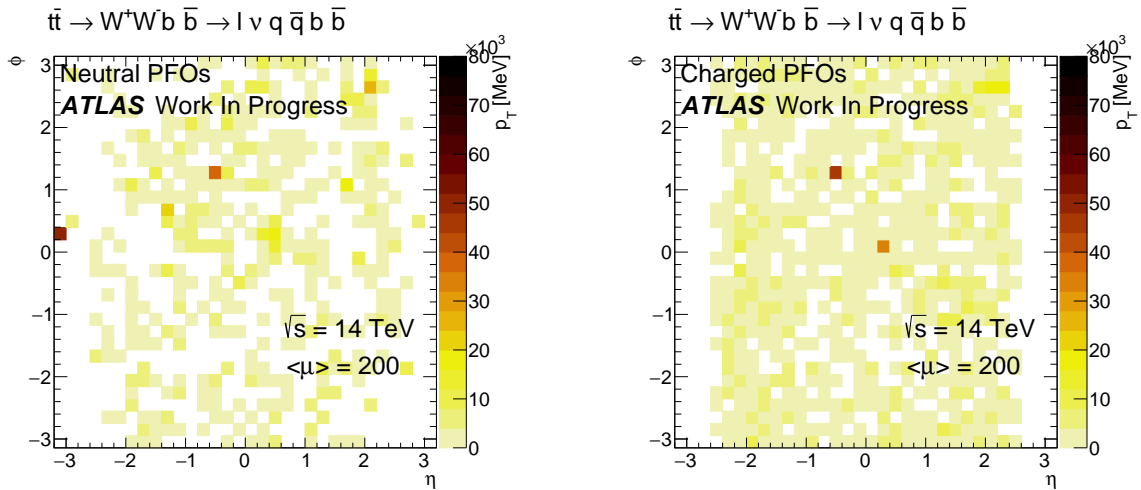 tt̄ → W⁺W⁻b b̄ → l ν q q̄ b b̄
Neutral PFOs
ATLAS Work In Progress
√s = 14 TeV
<μ> = 200
φ
3
2
1
0
−1
−2
−3
−3 −2 −1 0 1 2 3
η
×10³
80
70
60
50
40
30
20
10
0
p_T [MeV]
tt̄ → W⁺W⁻b b̄ → l ν q q̄ b b̄
Charged PFOs
ATLAS Work In Progress
√s = 14 TeV
<μ> = 200
φ
3
2
1
0
−1
−2
−3
−3 −2 −1 0 1 2 3
η
×10³
80
70
60
50
40
30
20
10
0
p_T [MeV]